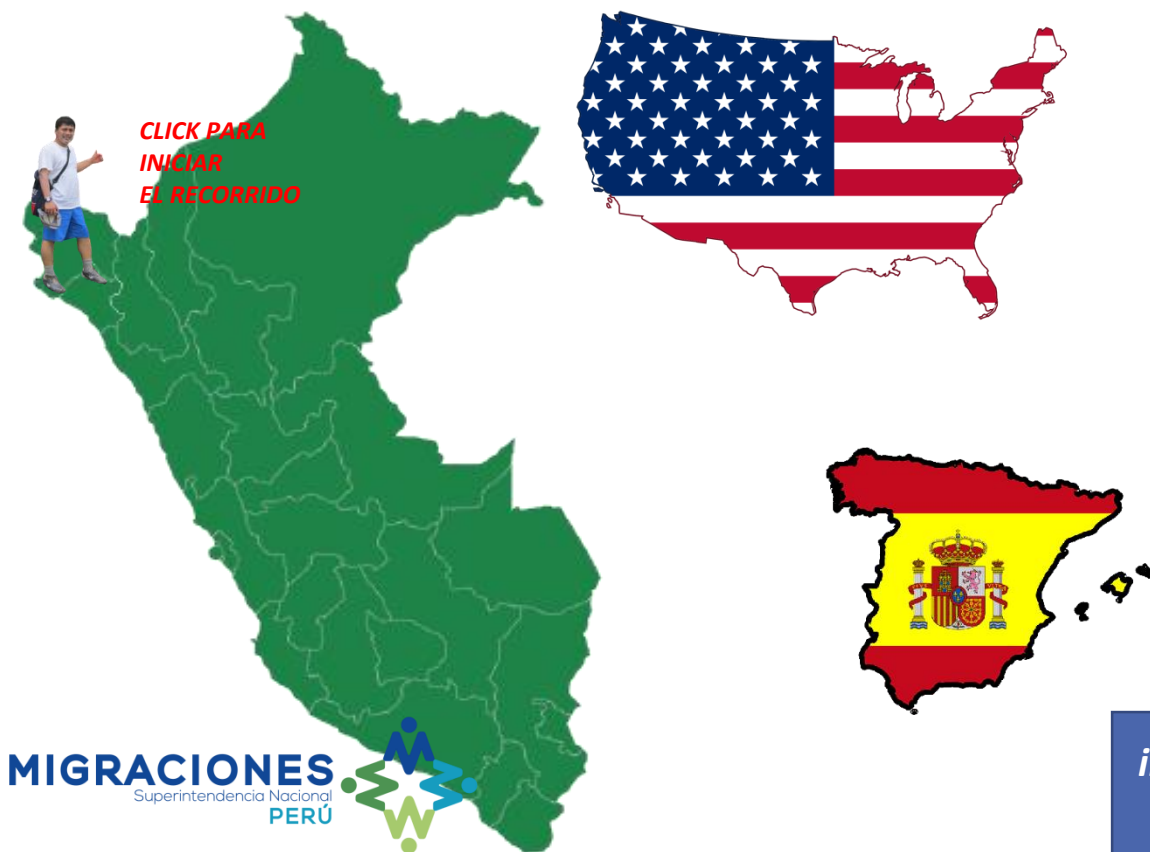 CLICK PARA
INICIAR
EL RECORRIDO
MIGRACIONES
Superintendencia Nacional
PERÚ